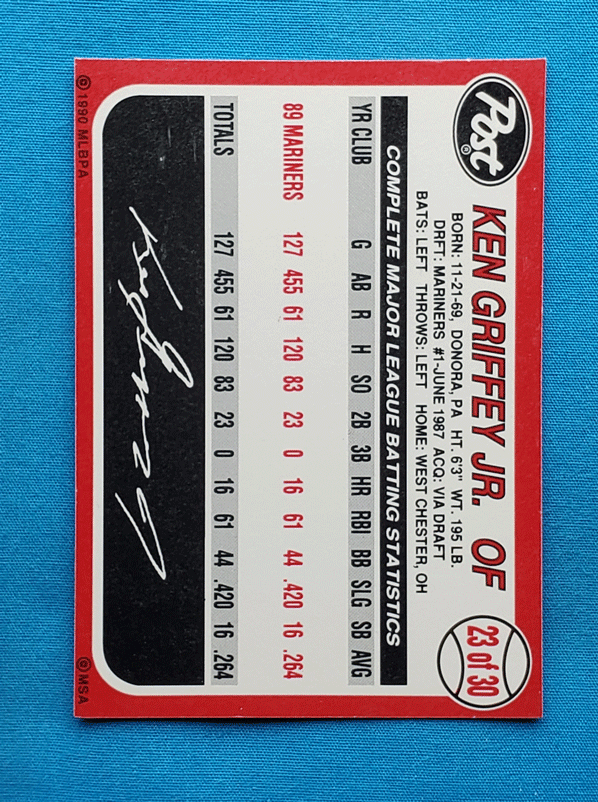 Post®
KEN GRIFFEY JR. OF
23 of 30
BORN: 11-21-69, DONORA, PA HT. 6'3" WT. 195 LB.
DRFT: MARINERS #1-JUNE 1987 ACQ: VIA DRAFT
BATS: LEFT THROWS: LEFT HOME: WEST CHESTER, OH
COMPLETE MAJOR LEAGUE BATTING STATISTICS
YR CLUB G AB R H SO 2B 3B HR RBI BB SLG SB AVG
89 MARINERS 127 455 61 120 83 23 0 16 61 44 .420 16 .264
TOTALS 127 455 61 120 83 23 0 16 61 44 .420 16 .264
© 1990 MLBPA
© MSA